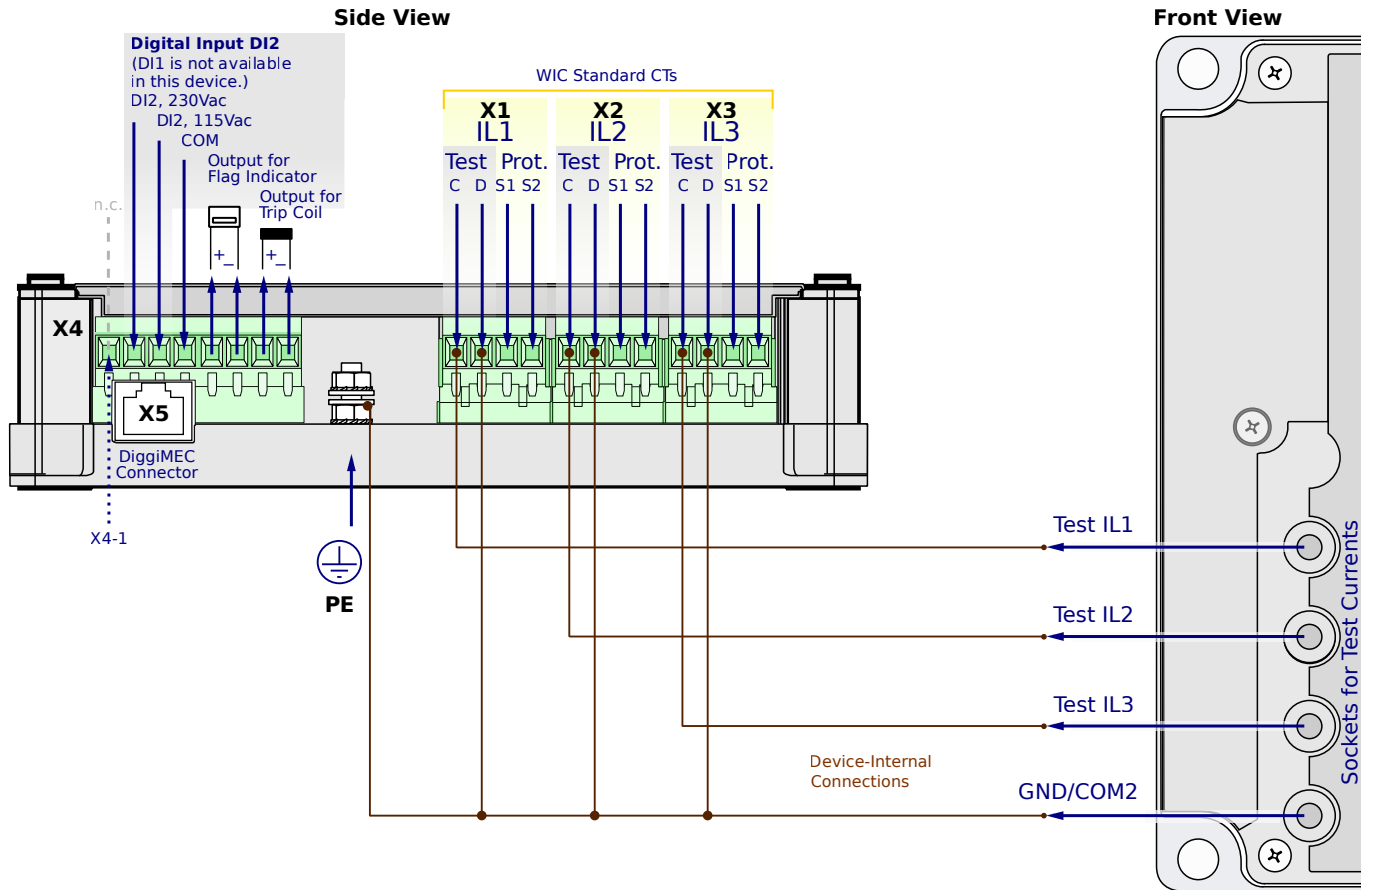 Side View
Front View
Digital Input DI2
(DI1 is not available
in this device.)
DI2, 230Vac
DI2, 115Vac
COM
Output for
Flag Indicator
Output for
Trip Coil
n.c.
+ −
+ −
WIC Standard CTs
X1 X2 X3
IL1 IL2 IL3
Test Prot. Test Prot. Test Prot.
C D S1 S2 C D S1 S2 C D S1 S2
X4
X5
DiggiMEC
Connector
X4-1
PE
Test IL1
Test IL2
Test IL3
GND/COM2
Device-Internal
Connections
Sockets for Test Currents